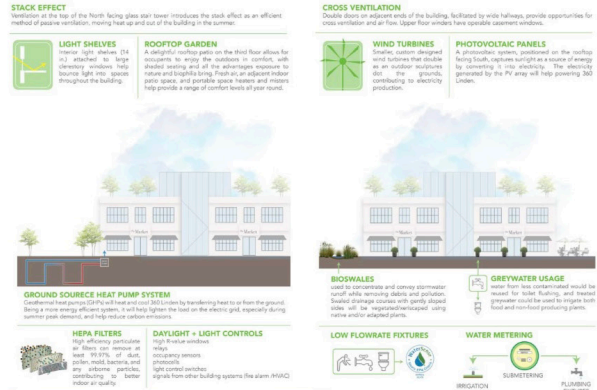 STACK EFFECT
Ventilation at the top of the North facing glass stair tower introduces the stack effect as an efficient
method of passive ventilation, moving heat up and out of the building in the summer.
LIGHT SHELVES
Interior light shelves (14
in.) attached to large
clerestory windows help
bounce light into spaces
throughout the building.
ROOFTOP GARDEN
A delightful rooftop patio on the third floor allows for
occupants to enjoy the outdoors in comfort, with
shaded seating and all the advantages exposure to
nature and biophilia bring. Fresh air, an adjacent indoor
patio space, and portable space heaters and misters
help provide a range of comfort levels all year round.
Market
GROUND SOURECE HEAT PUMP SYSTEM
Geothermal heat pumps (GHPs) will heat and cool 360 Linden by transferring heat to or from the ground.
Being a more energy efficient system, it will help lessen the load on the electric grid, especially during
summer peak demand, and help reduce carbon emissions.
HEPA FILTERS
High efficiency particulate
air filters can remove at
least 99.97% of dust,
pollen, mold, bacteria, and
any airborne particles,
contributing to better
indoor air quality
DAYLIGHT + LIGHT CONTROLS
high R-value windows
relays
occupancy sensors
photocells
light control switches
signals from other building systems (fire alarm /HVAC)
CROSS VENTILATION
Double doors on adjacent ends of the building, facilitated by wide hallways, provide opportunities for
cross ventilation and air flow. Upper floor winders have openable casement windows.
WIND TURBINES
Smaller, custom designed
wind turbines that double
as an outdoor sculptures
dot the grounds,
contributing to electricity
production.
PHOTOVOLTAIC PANELS
A photovoltaic system, positioned on the rooftop
facing South, captures sunlight as a source of energy
by converting it into electricity. The electricity
generated by the PV array will help powering 360
Linden.
Market
BIOSWALES
used to concentrate and convey stormwater
runoff while removing debris and pollution.
Swaled drainage courses with gently sloped
sides will be vegetated/xeriscaped using
native and/or adapted plants.
GREYWATER USAGE
water from less contaminated would be
reused for toilet flushing, and treated
greywater could be used to irrigate both
food and non-food producing plants.
LOW FLOWRATE FIXTURES
WATER METERING
IRRIGATION
SUBMETERING
PLUMBING